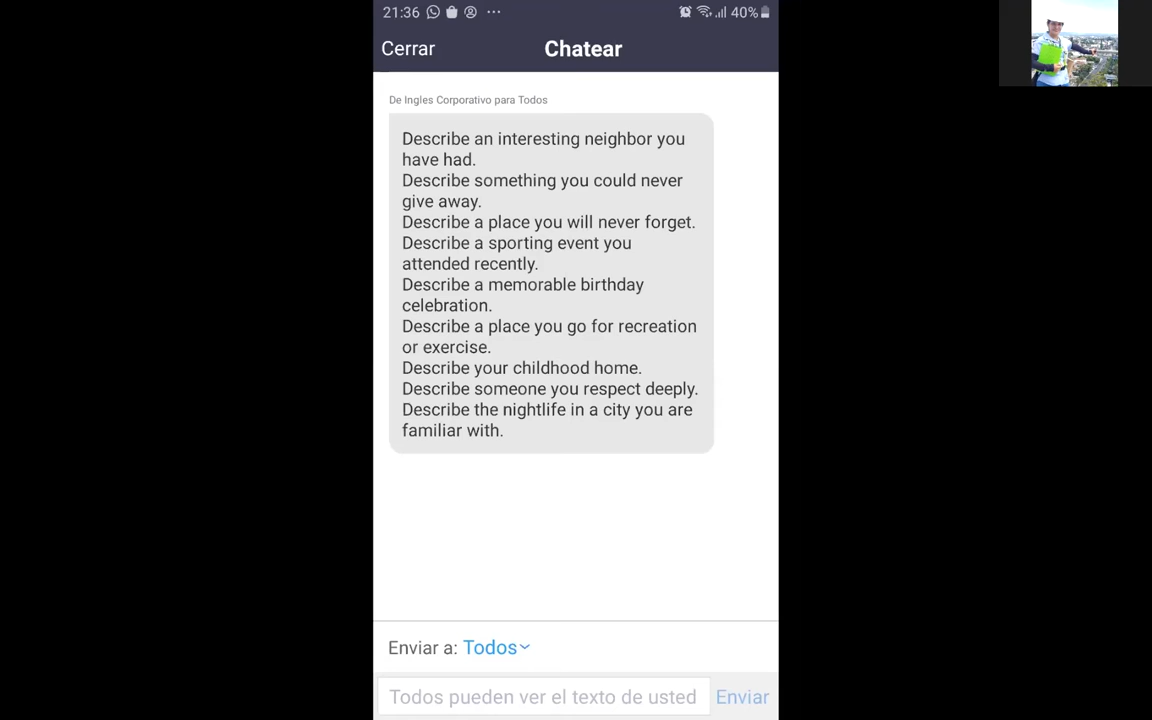 21:36 40%
Cerrar Chatear
De Ingles Corporativo para Todos
Describe an interesting neighbor you
have had.
Describe something you could never
give away.
Describe a place you will never forget.
Describe a sporting event you
attended recently.
Describe a memorable birthday
celebration.
Describe a place you go for recreation
or exercise.
Describe your childhood home.
Describe someone you respect deeply.
Describe the nightlife in a city you are
familiar with.
Enviar a: Todos
Todos pueden ver el texto de usted Enviar